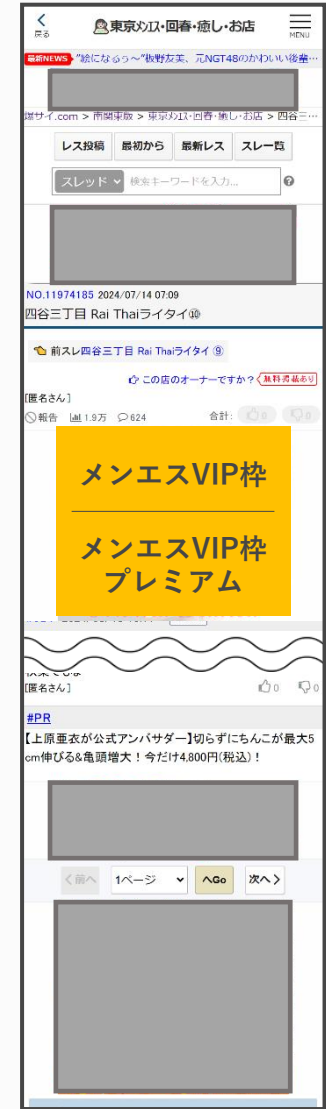 戻る
東京メンエス・回春・癒し・お店
MENU
最新NEWS
"絵になるぅ～"板野友美、元NGT48のかわいい後輩…
爆サイ.com > 南関東版 > 東京メンエス・回春・癒し・お店 > 四谷三…
レス投稿 最初から 最新レス スレ一覧
スレッド 検索キーワードを入力...
NO.11974185 2024/07/14 07:09
四谷三丁目 Rai Thaiライタイ⑩
前スレ四谷三丁目 Rai Thaiライタイ ⑨
この店のオーナーですか？ 無料掲載あり
[匿名さん]
報告 1.9万 624 合計: 0 0
メンエスVIP枠
メンエスVIP枠
プレミアム
[匿名さん] 0 0
#PR
【上原亜衣が公式アンバサダー】切らずにちんこが最大5
cm伸びる&亀頭増大！今だけ4,800円(税込)！
<前へ 1ページ へGo 次へ>